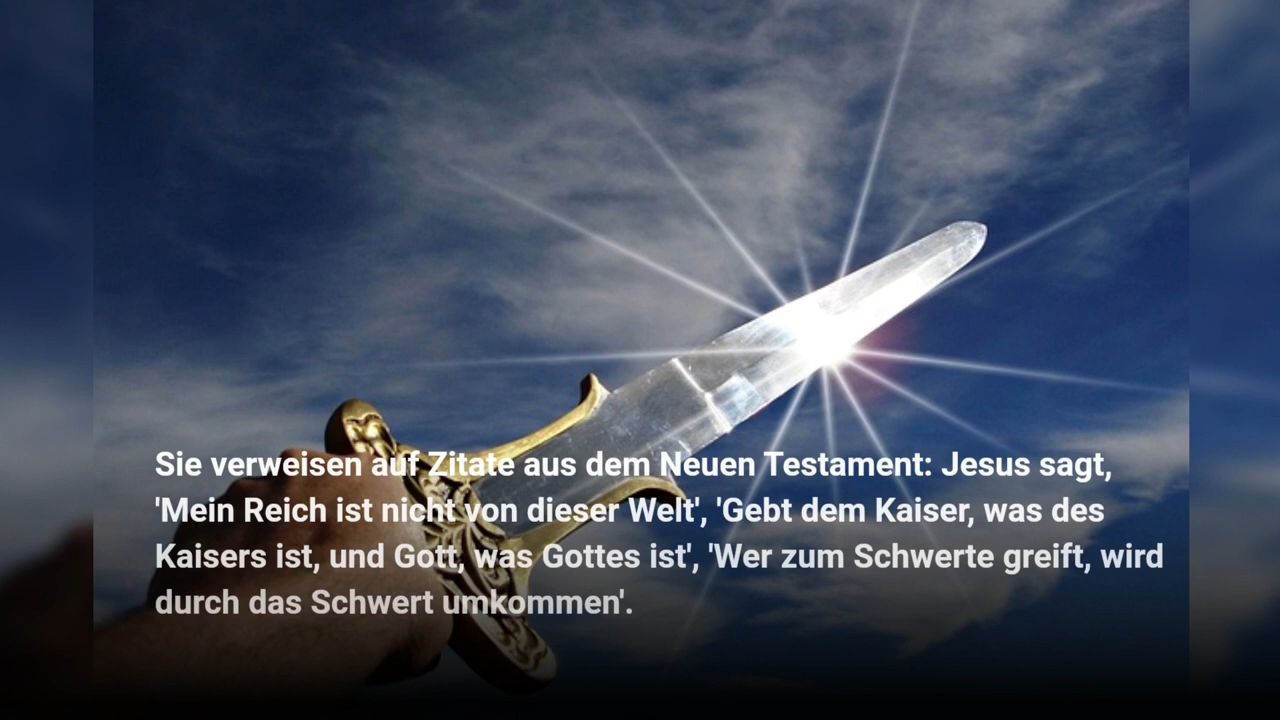 Sie verweisen auf Zitate aus dem Neuen Testament: Jesus sagt,
'Mein Reich ist nicht von dieser Welt', 'Gebt dem Kaiser, was des
Kaisers ist, und Gott, was Gottes ist', 'Wer zum Schwerte greift, wird
durch das Schwert umkommen'.